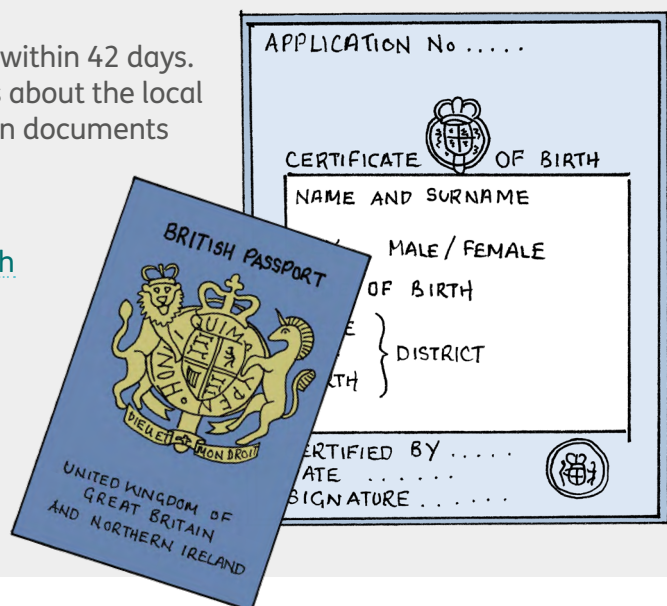 within 42 days.
about the local
documents
BRITISH PASSPORT
DIEU ET MON DROIT
UNITED KINGDOM OF
GREAT BRITAIN
AND NORTHERN IRELAND
APPLICATION No .....
CERTIFICATE OF BIRTH
NAME AND SURNAME
MALE / FEMALE
OF BIRTH
DISTRICT
ERTIFIED BY .....
ATE ......
SIGNATURE ......